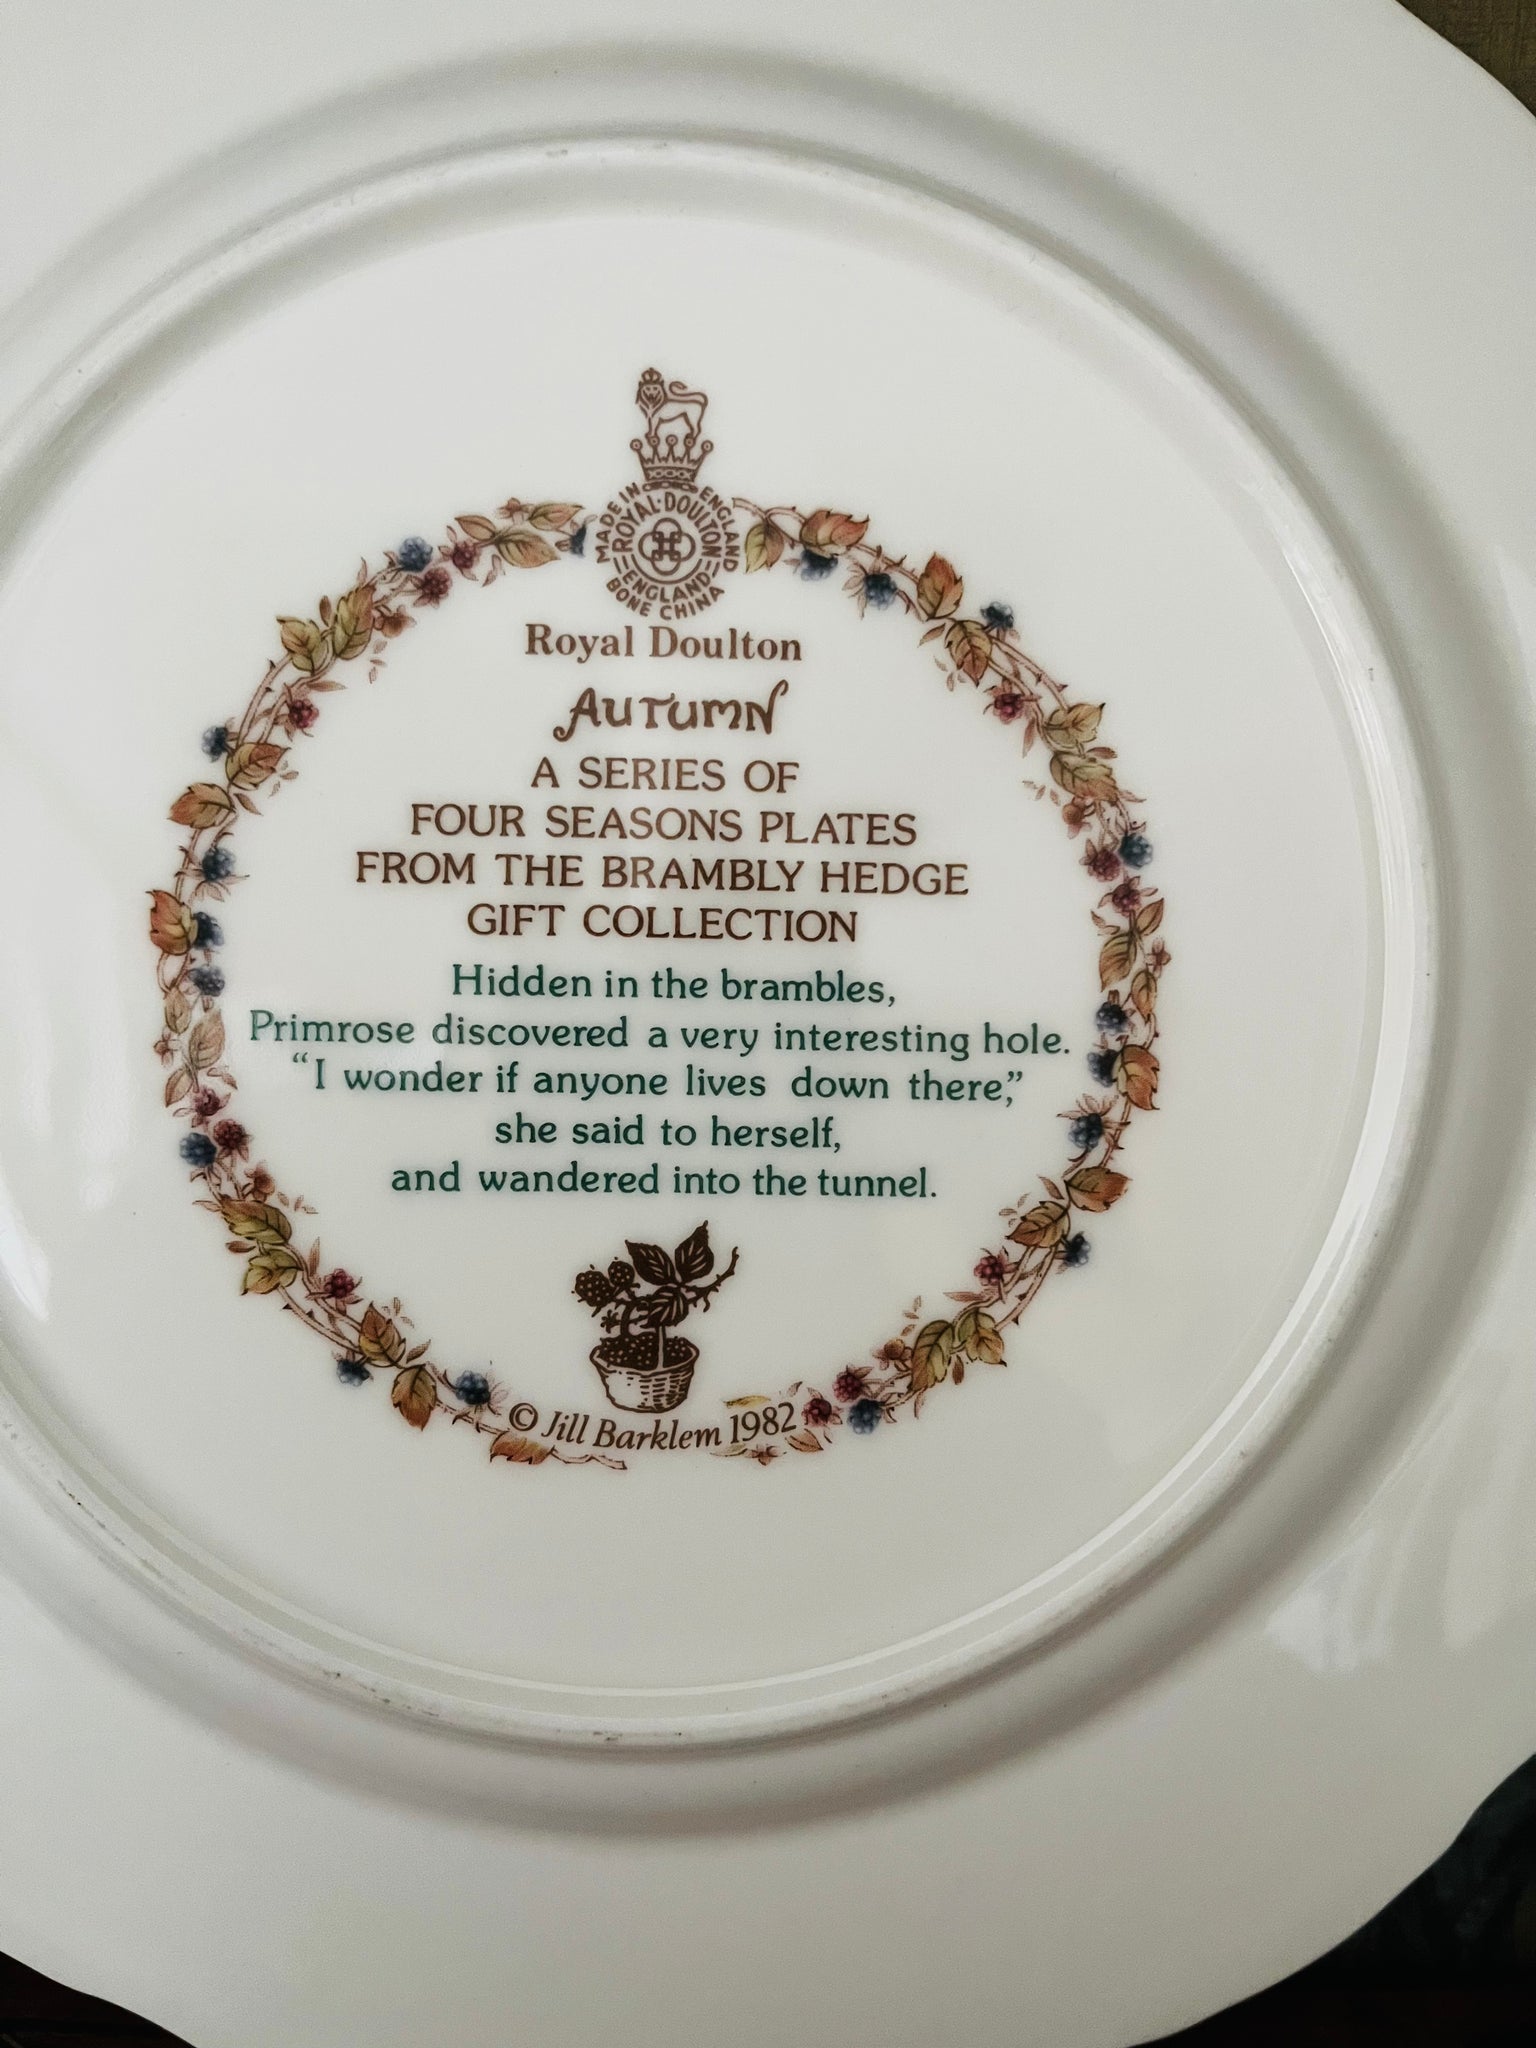 MADE IN ENGLAND
ROYAL·DOULTON
ENGLAND
BONE CHINA
Royal Doulton
AUTUMN
A SERIES OF
FOUR SEASONS PLATES
FROM THE BRAMBLY HEDGE
GIFT COLLECTION
Hidden in the brambles,
Primrose discovered a very interesting hole.
“I wonder if anyone lives down there,”
she said to herself,
and wandered into the tunnel.
© Jill Barklem 1982